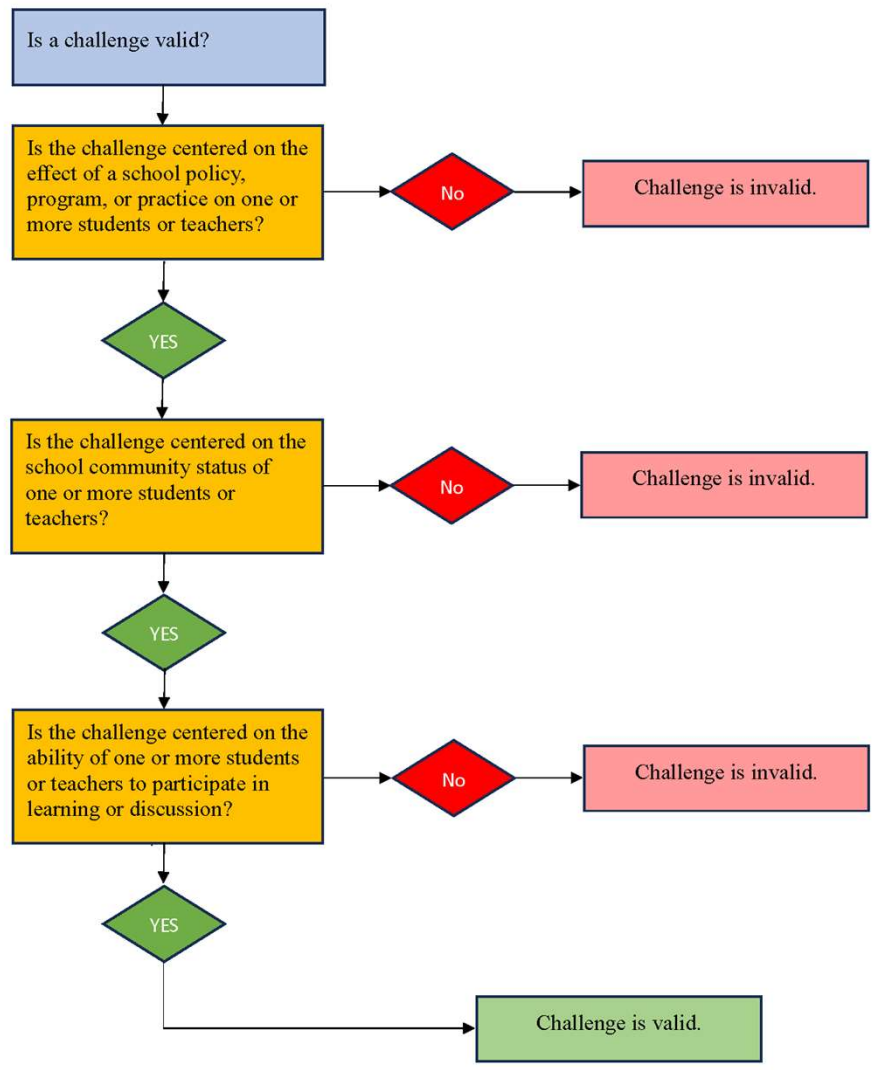 Is a challenge valid?
Is the challenge centered on the
effect of a school policy,
program, or practice on one or
more students or teachers?
No
Challenge is invalid.
YES
Is the challenge centered on the
school community status of
one or more students or
teachers?
No
Challenge is invalid.
YES
Is the challenge centered on the
ability of one or more students
or teachers to participate in
learning or discussion?
No
Challenge is invalid.
YES
Challenge is valid.